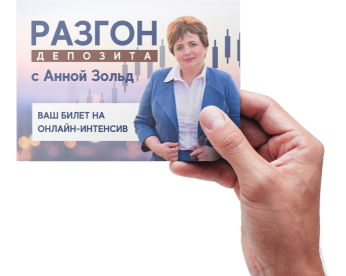 РАЗГОН
ДЕПОЗИТА
с Анной Зольд
ВАШ БИЛЕТ НА
ОНЛАЙН-ИНТЕНСИВ